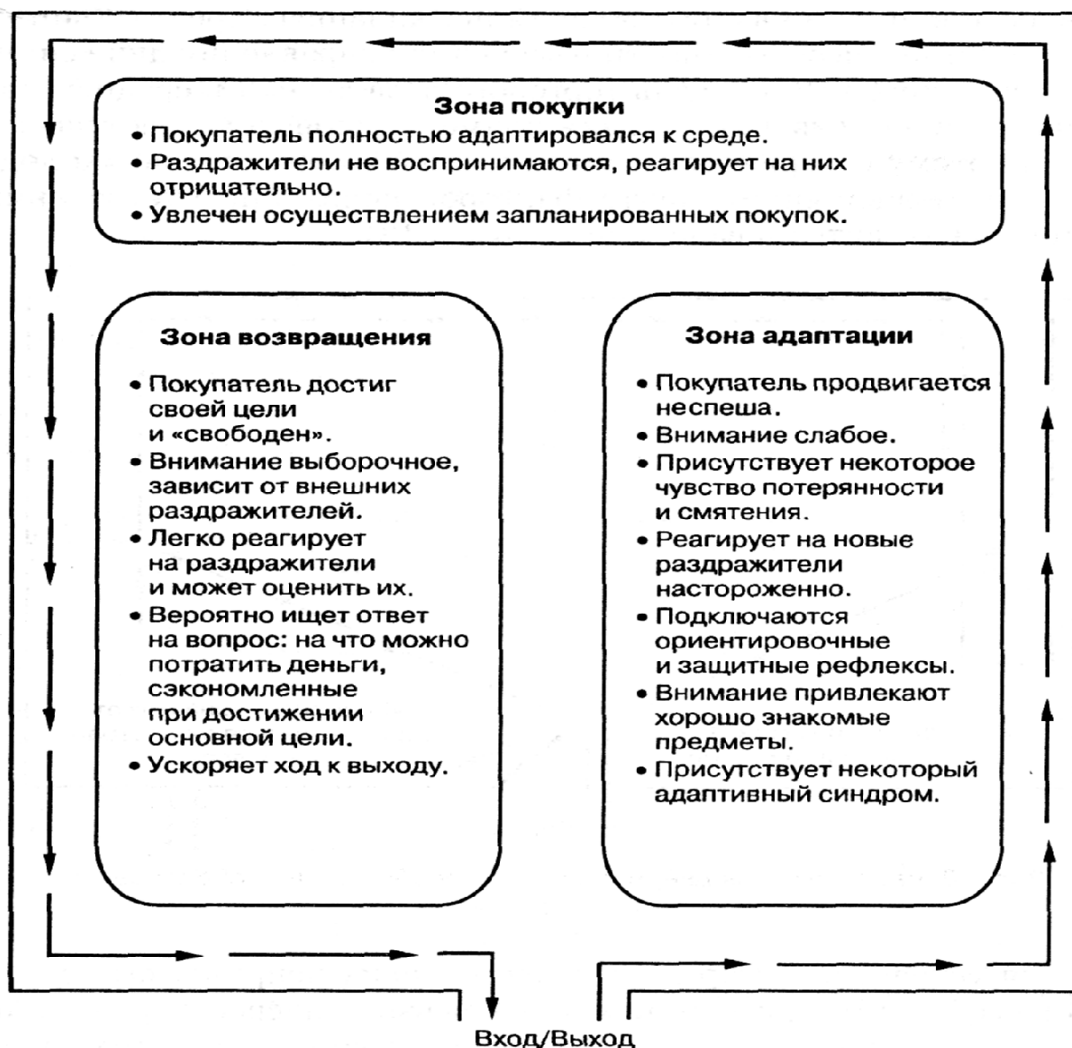 Зона покупки
• Покупатель полностью адаптировался к среде.
• Раздражители не воспринимаются, реагирует на них
отрицательно.
• Увлечен осуществлением запланированных покупок.
Зона возвращения
• Покупатель достиг
своей цели
и «свободен».
• Внимание выборочное,
зависит от внешних
раздражителей.
• Легко реагирует
на раздражители
и может оценить их.
• Вероятно ищет ответ
на вопрос: на что можно
потратить деньги,
сэкономленные
при достижении
основной цели.
• Ускоряет ход к выходу.
Зона адаптации
• Покупатель продвигается
неспеша.
• Внимание слабое.
• Присутствует некоторое
чувство потерянности
и смятения.
• Реагирует на новые
раздражители
настороженно.
• Подключаются
ориентировочные
и защитные рефлексы.
• Внимание привлекают
хорошо знакомые
предметы.
• Присутствует некоторый
адаптивный синдром.
Вход/Выход